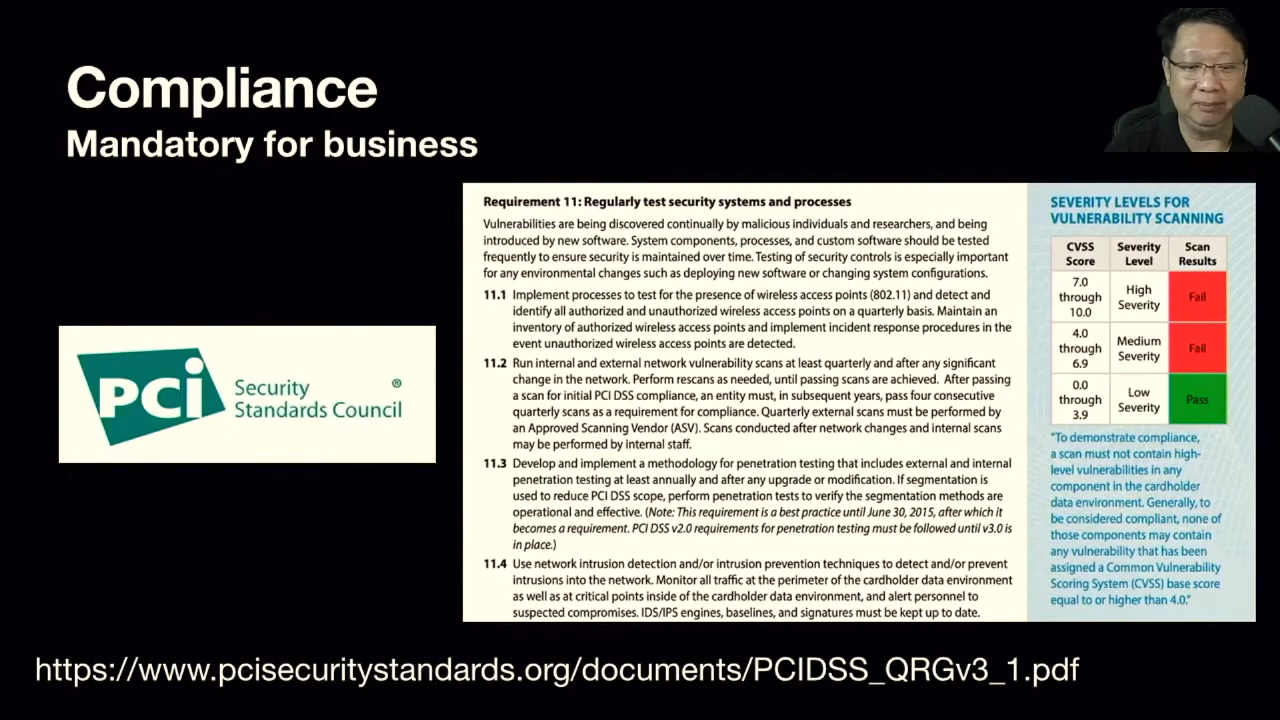 Compliance
Mandatory for business
PCi Security
Standards Council ®
Requirement 11: Regularly test security systems and processes
Vulnerabilities are being discovered continually by malicious individuals and researchers, and being
introduced by new software. System components, processes, and custom software should be tested
frequently to ensure security is maintained over time. Testing of security controls is especially important
for any environmental changes such as deploying new software or changing system configurations.
11.1 Implement processes to test for the presence of wireless access points (802.11) and detect and
identify all authorized and unauthorized wireless access points on a quarterly basis. Maintain an
inventory of authorized wireless access points and implement incident response procedures in the
event unauthorized wireless access points are detected.
11.2 Run internal and external network vulnerability scans at least quarterly and after any significant
change in the network. Perform rescans as needed, until passing scans are achieved. After passing
a scan for initial PCI DSS compliance, an entity must, in subsequent years, pass four consecutive
quarterly scans as a requirement for compliance. Quarterly external scans must be performed by
an Approved Scanning Vendor (ASV). Scans conducted after network changes and internal scans
may be performed by internal staff.
11.3 Develop and implement a methodology for penetration testing that includes external and internal
penetration testing at least annually and after any upgrade or modification. If segmentation is
used to reduce PCI DSS scope, perform penetration tests to verify the segmentation methods are
operational and effective. (Note: This requirement is a best practice until June 30, 2015, after which it
becomes a requirement. PCI DSS v2.0 requirements for penetration testing must be followed until v3.0 is
in place.)
11.4 Use network intrusion detection and/or intrusion prevention techniques to detect and/or prevent
intrusions into the network. Monitor all traffic at the perimeter of the cardholder data environment
as well as at critical points inside of the cardholder data environment, and alert personnel to
suspected compromises. IDS/IPS engines, baselines, and signatures must be kept up to date.
SEVERITY LEVELS FOR
VULNERABILITY SCANNING
CVSS Score Severity Level Scan Results
7.0 through 10.0 High Severity Fail
4.0 through 6.9 Medium Severity Fail
0.0 through 3.9 Low Severity Pass
"To demonstrate compliance,
a scan must not contain high-
level vulnerabilities in any
component in the cardholder
data environment. Generally, to
be considered compliant, none of
those components may contain
any vulnerability that has been
assigned a Common Vulnerability
Scoring System (CVSS) base score
equal to or higher than 4.0."
https://www.pcisecuritystandards.org/documents/PCIDSS_QRGv3_1.pdf